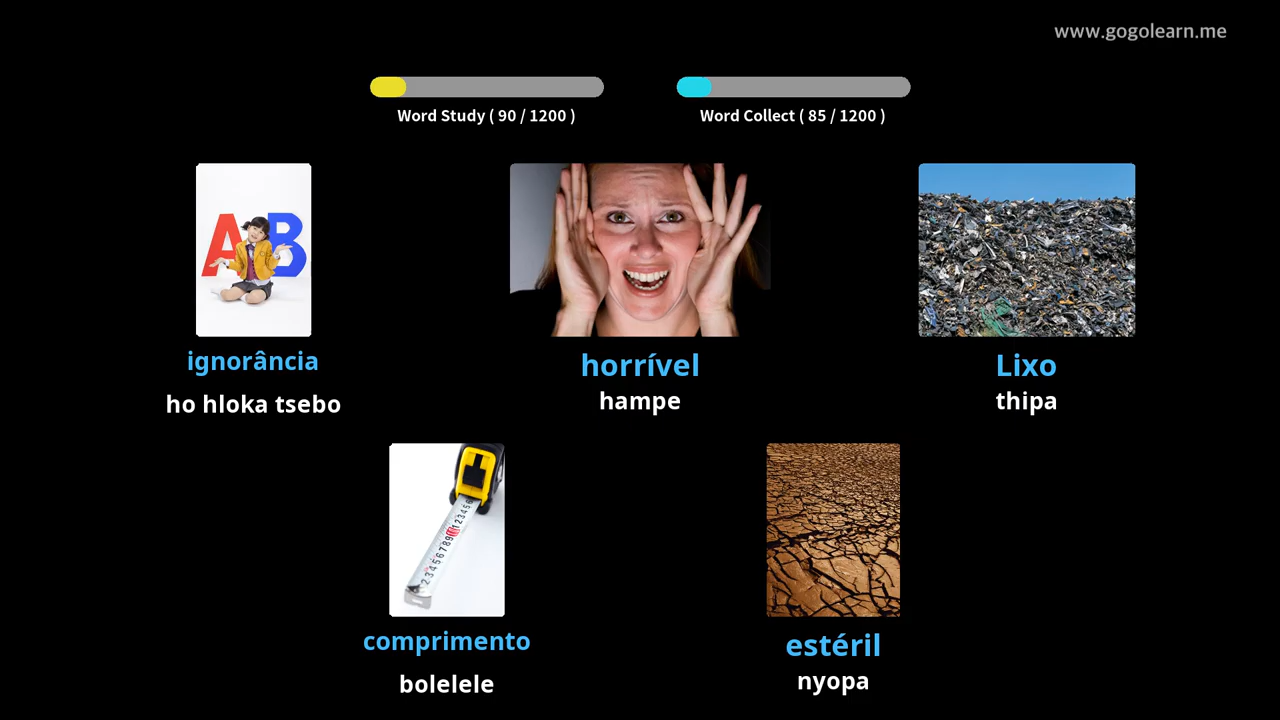 www.gogolearn.me
Word Study ( 90 / 1200 )
Word Collect ( 85 / 1200 )
A B
ignorância
ho hloka tsebo
horrível
hampe
Lixo
thipa
comprimento
bolelele
estéril
nyopa